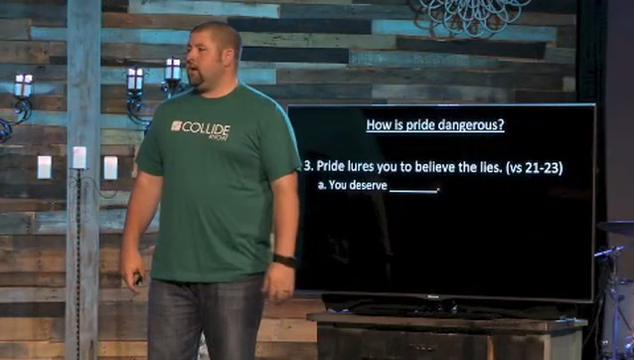 COLLIDE
How is pride dangerous?
3. Pride lures you to believe the lies. (vs 21-23)
a. You deserve ________.